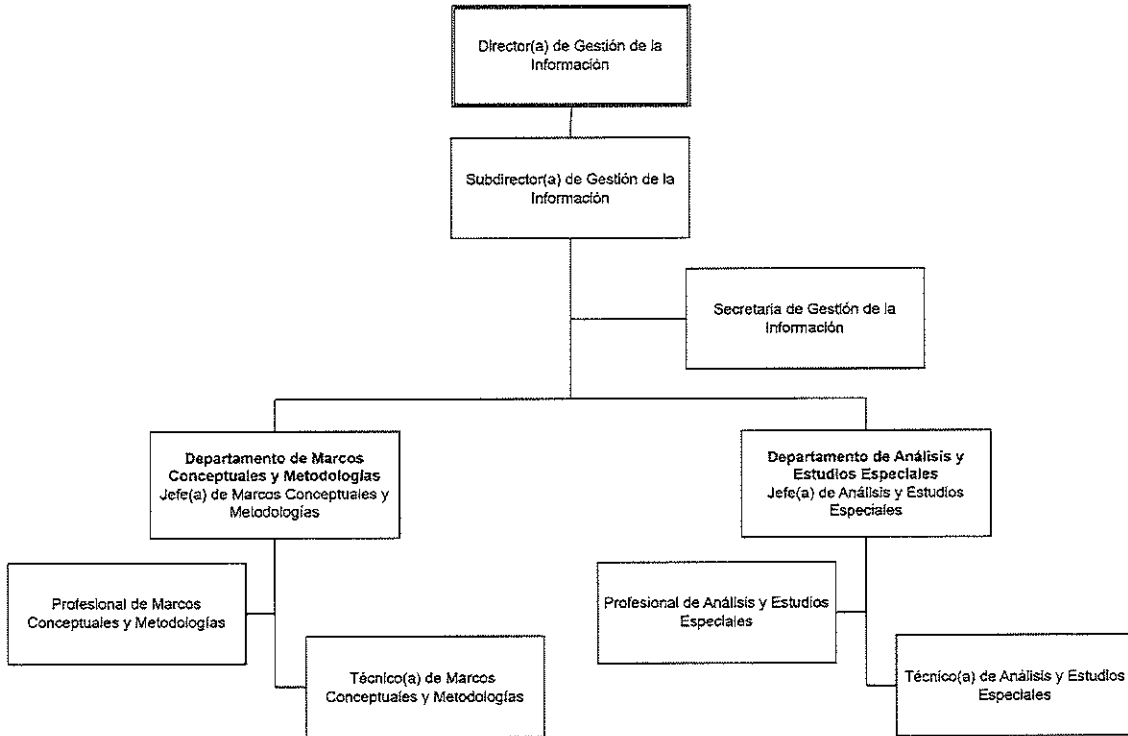 Director(a) de Gestión de la
Información
Subdirector(a) de Gestión de la
Información
Secretaria de Gestión de la
Información
Departamento de Marcos
Conceptuales y Metodologías
Jefe(a) de Marcos Conceptuales y
Metodologías
Departamento de Análisis y
Estudios Especiales
Jefe(a) de Análisis y Estudios
Especiales
Profesional de Marcos
Conceptuales y Metodologías
Técnico(a) de Marcos
Conceptuales y Metodologías
Profesional de Análisis y Estudios
Especiales
Técnico(a) de Análisis y Estudios
Especiales